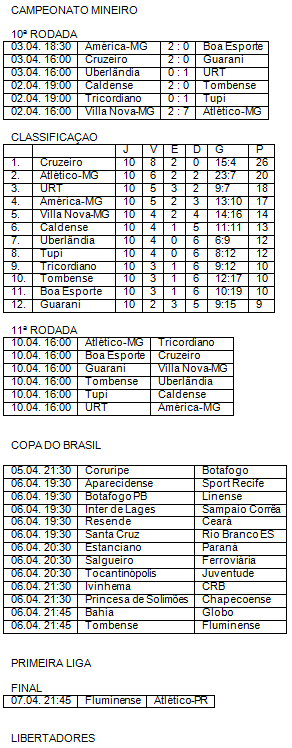 CAMPEONATO MINEIRO
10ª RODADA
03.04. 18:30 América-MG 2 : 0 Boa Esporte
03.04. 16:00 Cruzeiro 2 : 0 Guarani
03.04. 16:00 Uberlândia 0 : 1 URT
02.04. 19:00 Caldense 2 : 0 Tombense
02.04. 19:00 Tricordiano 0 : 1 Tupi
02.04. 16:00 Villa Nova-MG 2 : 7 Atlético-MG
CLASSIFICAÇAO
J V E D G P
1. Cruzeiro 10 8 2 0 15:4 26
2. Atlético-MG 10 6 2 2 23:7 20
3. URT 10 5 3 2 9:7 18
4. América-MG 10 5 2 3 13:10 17
5. Villa Nova-MG 10 4 2 4 14:16 14
6. Caldense 10 4 1 5 11:11 13
7. Uberlândia 10 4 0 6 6:9 12
8. Tupi 10 4 0 6 8:12 12
9. Tricordiano 10 3 1 6 9:12 10
10. Tombense 10 3 1 6 12:17 10
11. Boa Esporte 10 3 1 6 10:19 10
12. Guarani 10 2 3 5 9:15 9
11ª RODADA
10.04. 16:00 Atlético-MG Tricordiano
10.04. 16:00 Boa Esporte Cruzeiro
10.04. 16:00 Guarani Villa Nova-MG
10.04. 16:00 Tombense Uberlândia
10.04. 16:00 Tupi Caldense
10.04. 16:00 URT América-MG
COPA DO BRASIL
05.04. 21:30 Coruripe Botafogo
06.04. 19:30 Aparecidense Sport Recife
06.04. 19:30 Botafogo PB Linense
06.04. 19:30 Inter de Lages Sampaio Corrêa
06.04. 19:30 Resende Ceará
06.04. 19:30 Santa Cruz Rio Branco ES
06.04. 20:30 Estanciano Paraná
06.04. 20:30 Salgueiro Ferroviária
06.04. 20:30 Tocantinópolis Juventude
06.04. 21:30 Ivinhema CRB
06.04. 21:30 Princesa de Solimões Chapecoense
06.04. 21:45 Bahia Globo
06.04. 21:45 Tombense Fluminense
PRIMEIRA LIGA
FINAL
07.04. 21:45 Fluminense Atlético-PR
LIBERTADORES